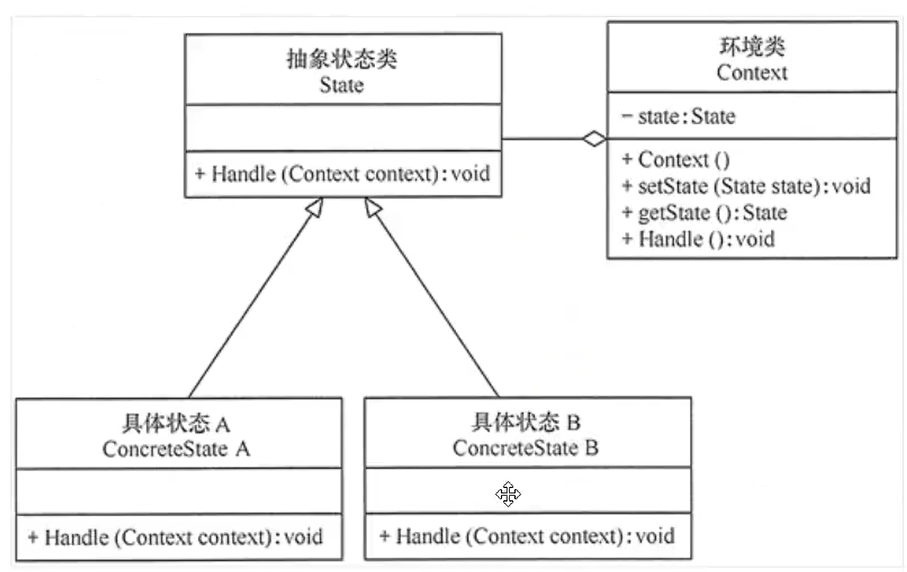 抽象状态类
State
+ Handle (Context context): void
环境类
Context
- state: State
+ Context ()
+ setState (State state): void
+ getState (): State
+ Handle (): void
具体状态 A
ConcreteState A
+ Handle (Context context): void
具体状态 B
ConcreteState B
+ Handle (Context context): void